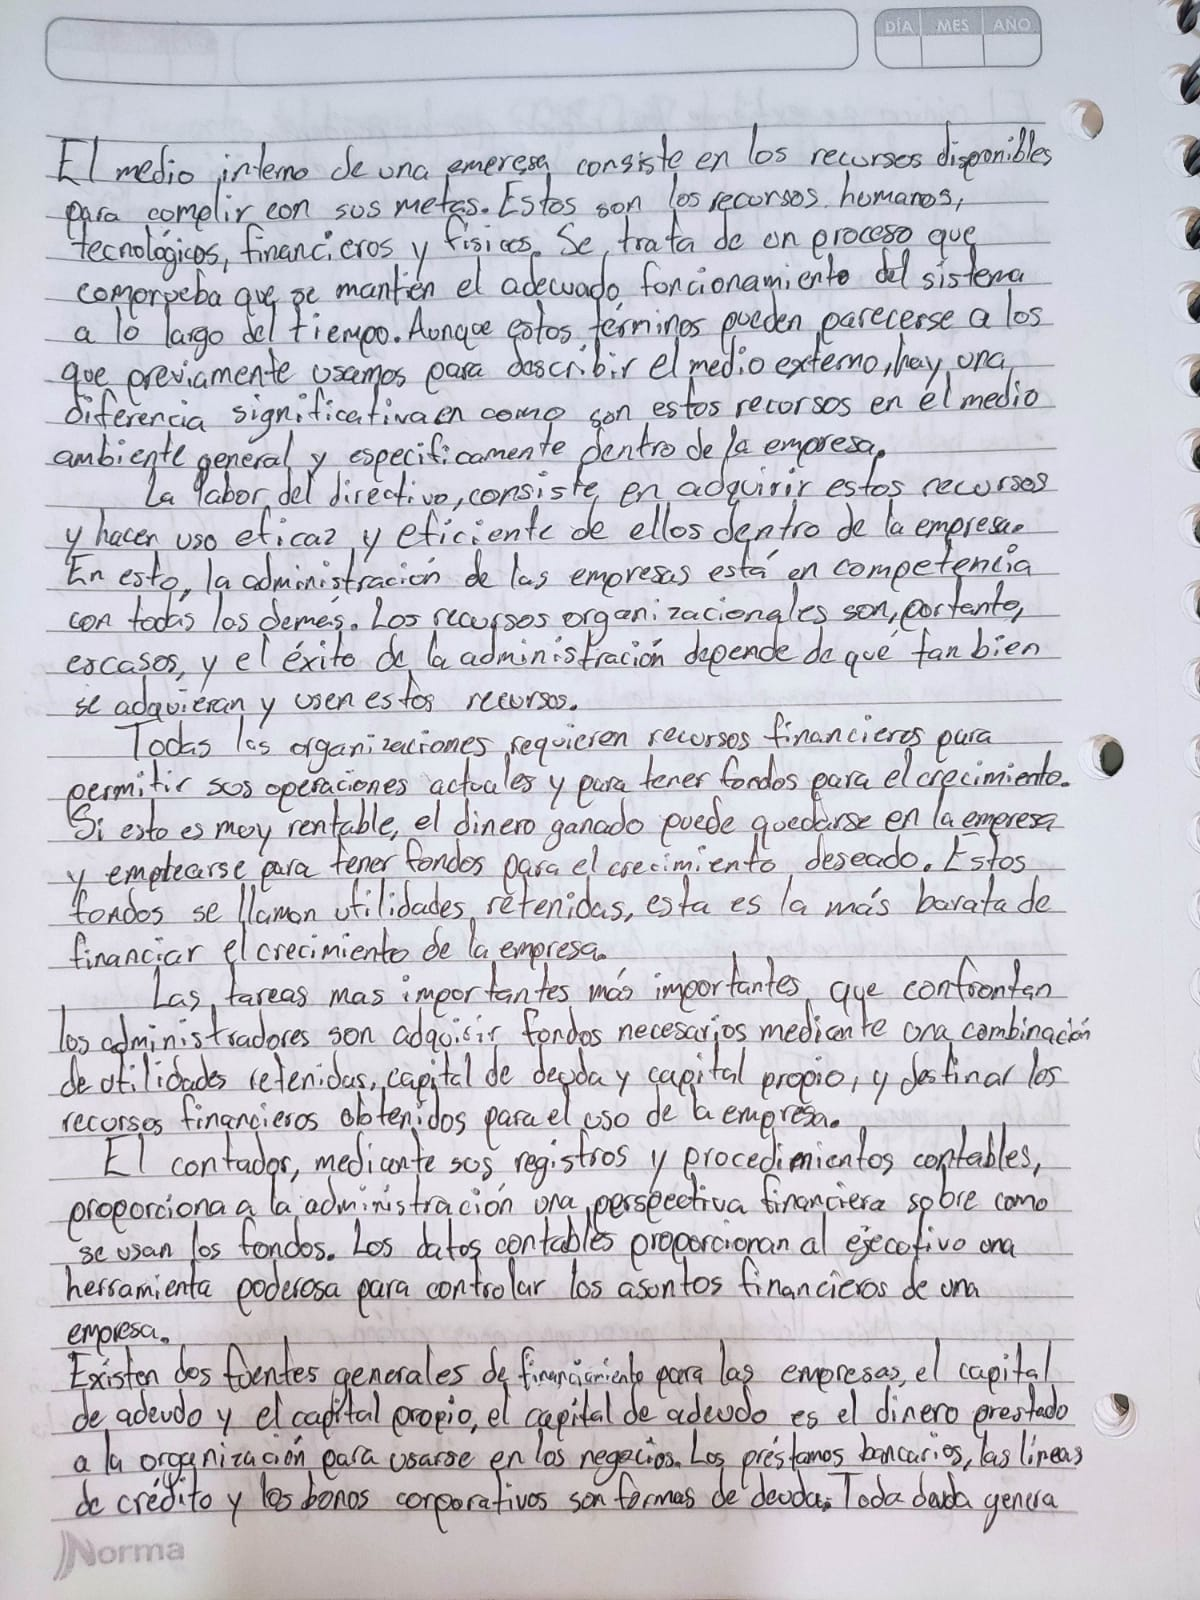 DÍA MES AÑO
El medio interno de una empresa consiste en los recursos disponibles
para complir con sus metas. Estos son los recursos humanos,
tecnológicos, financieros y físicos. Se trata de un proceso que
comprueba que se mantien el adecuado funcionamiento del sistema
a lo largo del tiempo. Aunque estos términos pueden parecerse a los
que previamente usamos para describir el medio externo, hay una
diferencia significativa en como son estos recursos en el medio
ambiente general y especificamente dentro de la empresa.
La labor del directivo, consiste en adquirir estos recursos
y hacen uso eficaz y eficiente de ellos dentro de la empresa.
En esto, la administración de las empresas está en competencia
con todas las demás. Los recursos organizacionales son, por tanto,
escasos, y el éxito de la administración depende de qué tan bien
se adquieran y usen estos recursos.
Todas las organizaciones requieren recursos financieros para
permitir sus operaciones actuales y para tener fondos para el crecimiento.
Si esto es muy rentable, el dinero ganado puede quedarse en la empresa
y emplearse para tener fondos para el crecimiento deseado. Estos
fondos se llaman utilidades retenidas, esta es la más barata de
financiar el crecimiento de la empresa.
Las tareas mas importantes más importantes que confrontan
los administradores son adquirir fondos necesarios mediante una combinación
de utilidades retenidas, capital de deuda y capital propio, y destinar los
recursos financieros obtenidos para el uso de la empresa.
El contador, mediante sus registros y procedimientos contables,
proporciona a la administración una perspectiva financiera sobre como
se usan los fondos. Los datos contables proporcionan al ejecutivo una
herramienta poderosa para controlar los asuntos financieros de una
empresa.
Existen dos fuentes generales de financiamiento para las empresas, el capital
de adeudo y el capital propio, el capital de adeudo es el dinero prestado
a la organización para usarse en los negocios. Los préstamos bancarios, las líneas
de crédito y los bonos corporativos son formas de deuda. Toda deuda genera
Norma